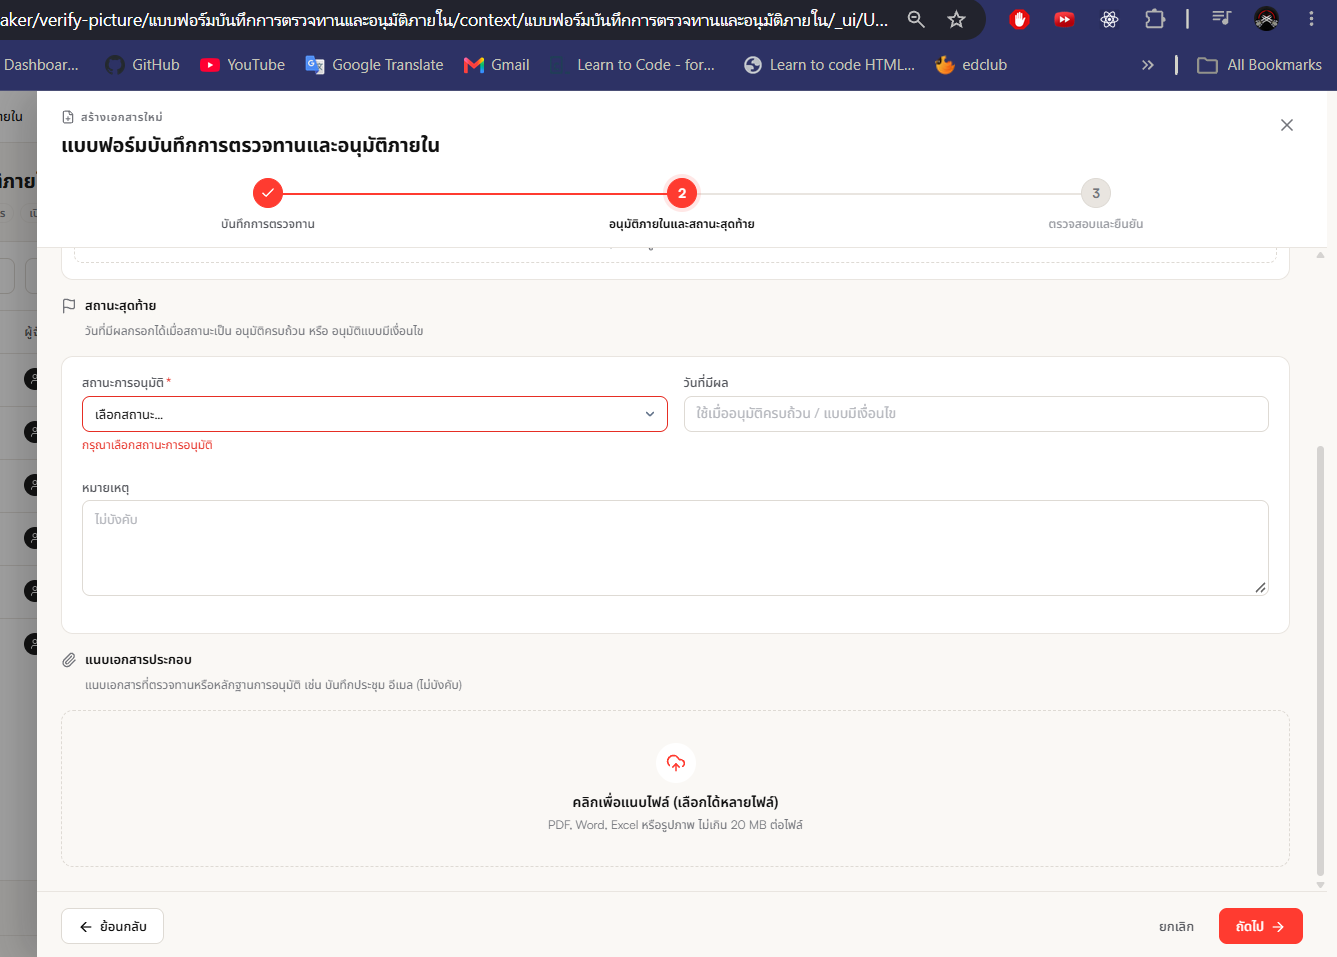 aker/verify-picture/แบบฟอร์มบันทึกการตรวจทานและอนุมัติภายใน/context/แบบฟอร์มบันทึกการตรวจทานและอนุมัติภายใน/_ui/U...
Dashboar...
GitHub
YouTube
Google Translate
Gmail
Learn to Code - for...
Learn to code HTML...
edclub
All Bookmarks
สร้างเอกสารใหม่
แบบฟอร์มบันทึกการตรวจทานและอนุมัติภายใน
2
3
บันทึกการตรวจทาน
อนุมัติภายในและสถานะสุดท้าย
ตรวจสอบและยืนยัน
สถานะสุดท้าย
วันที่มีผลกรอกได้เมื่อสถานะเป็น อนุมัติครบถ้วน หรือ อนุมัติแบบมีเงื่อนไข
สถานะการอนุมัติ *
วันที่มีผล
เลือกสถานะ...
ใช้เมื่ออนุมัติครบถ้วน / แบบมีเงื่อนไข
กรุณาเลือกสถานะการอนุมัติ
หมายเหตุ
ไม่บังคับ
แนบเอกสารประกอบ
แนบเอกสารที่ตรวจทานหรือหลักฐานการอนุมัติ เช่น บันทึกประชุม อีเมล (ไม่บังคับ)
คลิกเพื่อแนบไฟล์ (เลือกได้หลายไฟล์)
PDF, Word, Excel หรือรูปภาพ ไม่เกิน 20 MB ต่อไฟล์
ย้อนกลับ
ยกเลิก
ถัดไป